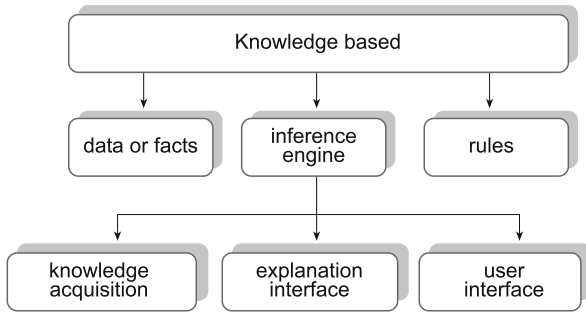 Knowledge based
data or facts
inference
engine
rules
knowledge
acquisition
explanation
interface
user
interface